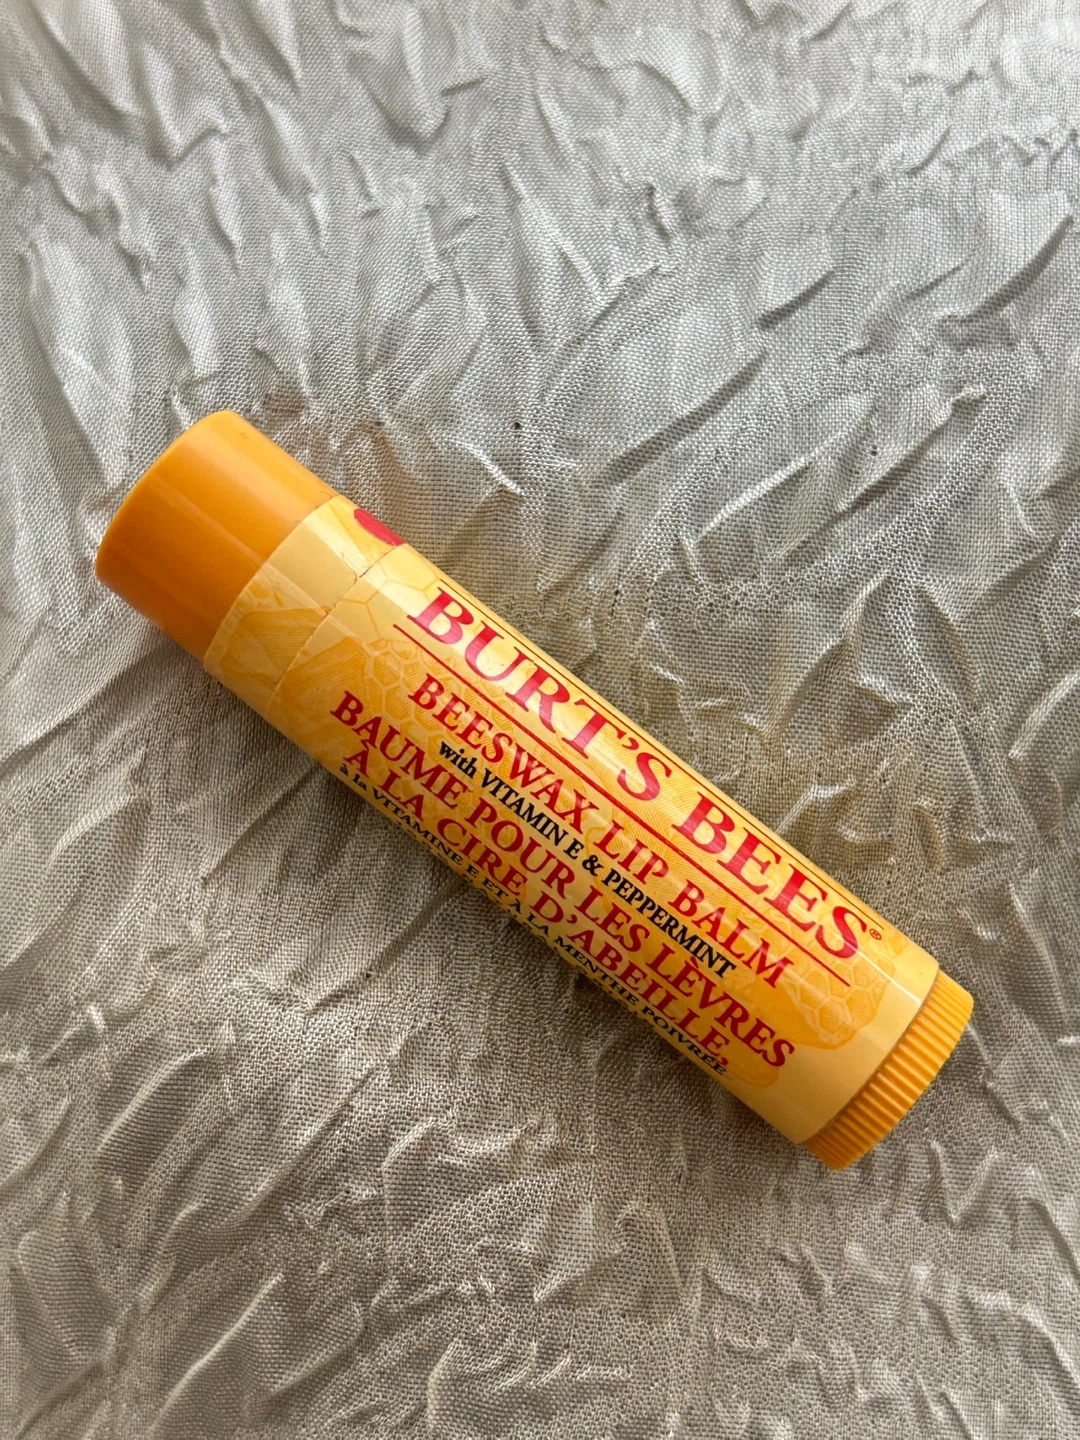 BURT'S BEES®
BEESWAX LIP BALM
with VITAMIN E & PEPPERMINT
BAUME POUR LES LÈVRES
À LA CIRE D'ABEILLE,
à la VITAMINE E ET À LA MENTHE POIVRÉE